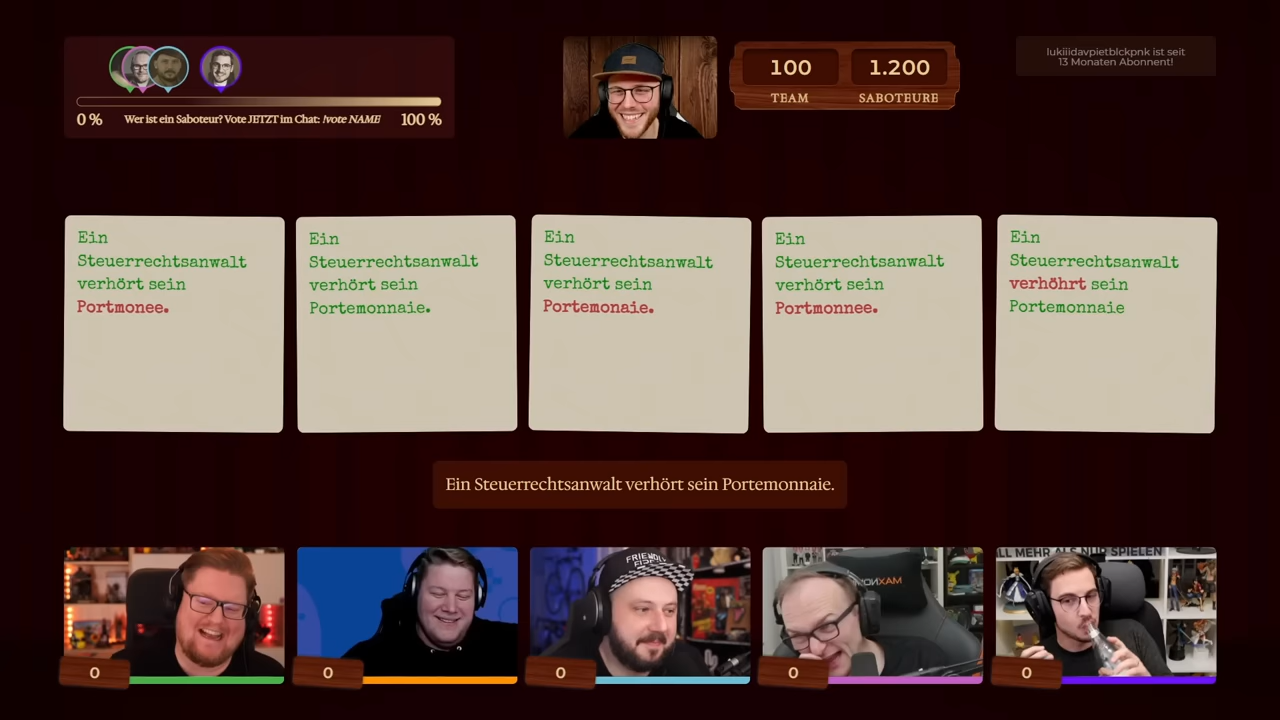 0 %
Wer ist ein Saboteur? Vote JETZT im Chat: !vote NAME
100 %
100
TEAM
1.200
SABOTEURE
lukiiidavpietblckpnk ist seit
13 Monaten Abonnent!
Ein
Steuerrechtsanwalt
verhört sein
Portmonee.
Ein
Steuerrechtsanwalt
verhört sein
Portemonnaie.
Ein
Steuerrechtsanwalt
verhört sein
Portemonaie.
Ein
Steuerrechtsanwalt
verhört sein
Portmonnee.
Ein
Steuerrechtsanwalt
verhöhrt sein
Portemonnaie
Ein Steuerrechtsanwalt verhört sein Portemonnaie.
FRIENDLY
MAXNOM
ALL MEHR ALS NUR SPIELEN
0
0
0
0
0